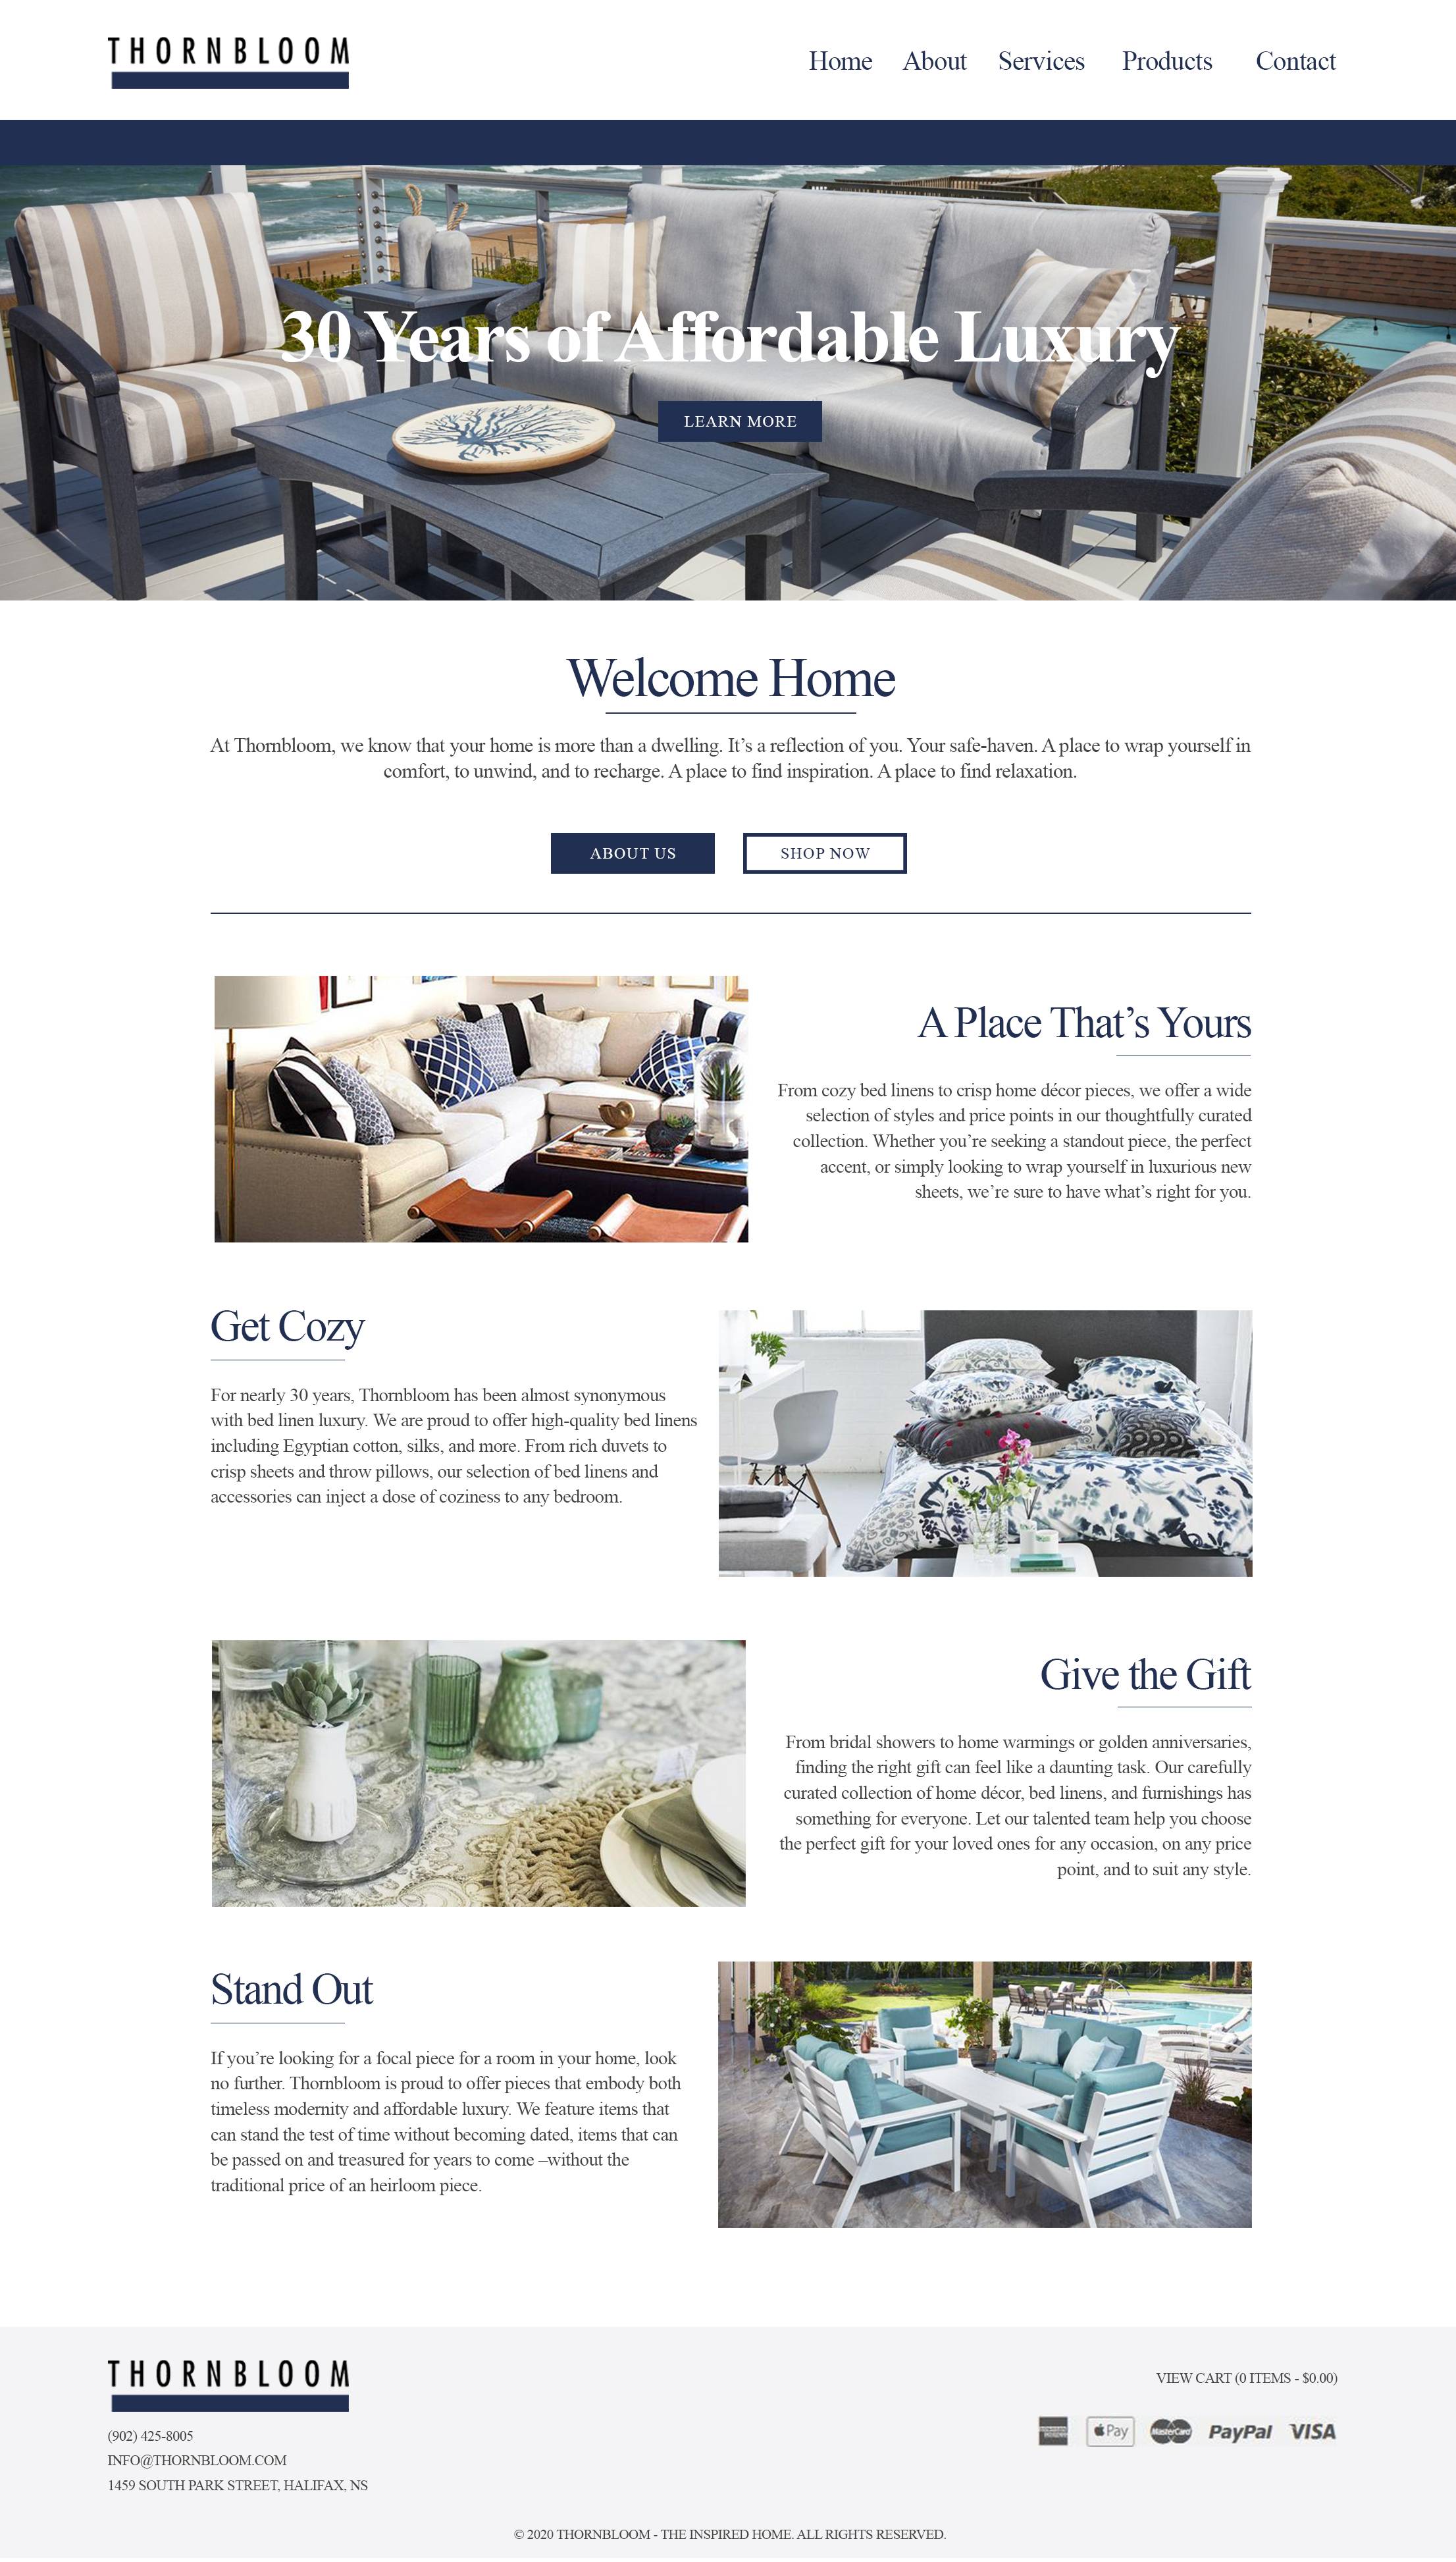 THORNBLOOM
Home About Services Products Contact
30 Years of Affordable Luxury
LEARN MORE
Welcome Home
At Thornbloom, we know that your home is more than a dwelling. It’s a reflection of you. Your safe-haven. A place to wrap yourself in
comfort, to unwind, and to recharge. A place to find inspiration. A place to find relaxation.
ABOUT US SHOP NOW
A Place That’s Yours
From cozy bed linens to crisp home décor pieces, we offer a wide
selection of styles and price points in our thoughtfully curated
collection. Whether you’re seeking a standout piece, the perfect
accent, or simply looking to wrap yourself in luxurious new
sheets, we’re sure to have what’s right for you.
Get Cozy
For nearly 30 years, Thornbloom has been almost synonymous
with bed linen luxury. We are proud to offer high-quality bed linens
including Egyptian cotton, silks, and more. From rich duvets to
crisp sheets and throw pillows, our selection of bed linens and
accessories can inject a dose of coziness to any bedroom.
Give the Gift
From bridal showers to home warmings or golden anniversaries,
finding the right gift can feel like a daunting task. Our carefully
curated collection of home décor, bed linens, and furnishings has
something for everyone. Let our talented team help you choose
the perfect gift for your loved ones for any occasion, on any price
point, and to suit any style.
Stand Out
If you’re looking for a focal piece for a room in your home, look
no further. Thornbloom is proud to offer pieces that embody both
timeless modernity and affordable luxury. We feature items that
can stand the test of time without becoming dated, items that can
be passed on and treasured for years to come –without the
traditional price of an heirloom piece.
THORNBLOOM
VIEW CART (0 ITEMS - $0.00)
Pay MasterCard PayPal VISA
(902) 425-8005
INFO@THORNBLOOM.COM
1459 SOUTH PARK STREET, HALIFAX, NS
© 2020 THORNBLOOM - THE INSPIRED HOME. ALL RIGHTS RESERVED.